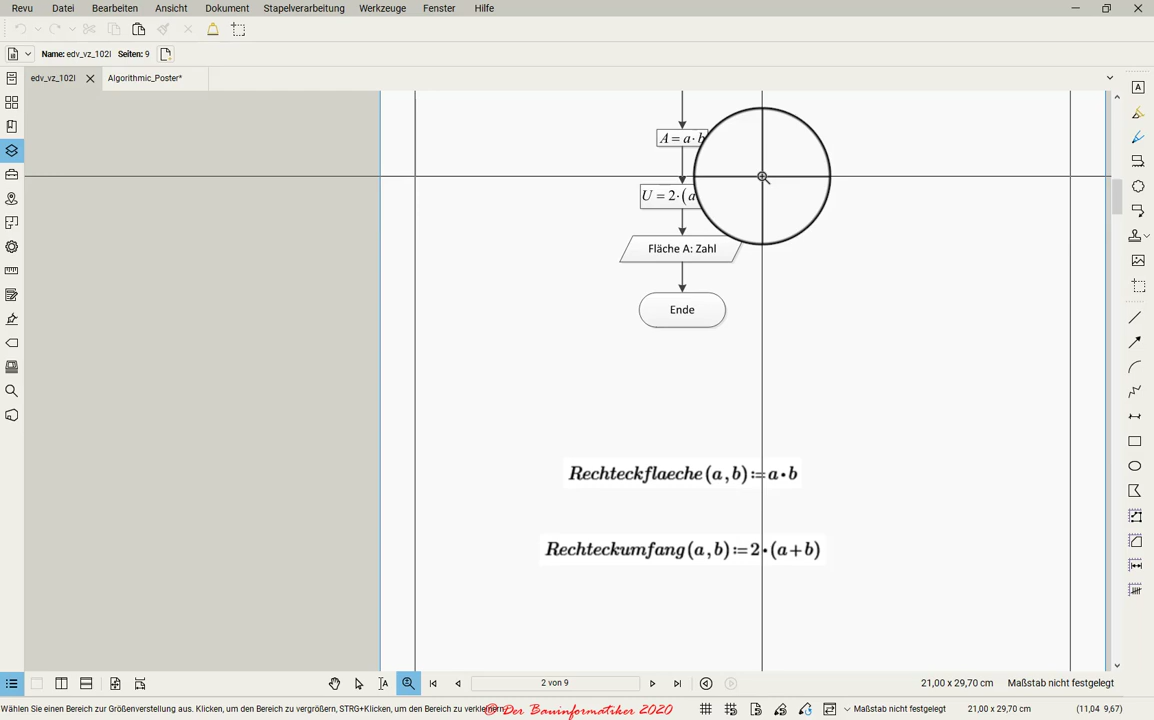 Revu Datei Bearbeiten Ansicht Dokument Stapelverarbeitung Werkzeuge Fenster Hilfe
Name: edv_vz_102l Seiten: 9
edv_vz_102l Algorithmic_Poster*
A = a · b
U = 2 · ( a
Fläche A: Zahl
Ende
Rechteckflaeche(a,b):=a•b
Rechteckumfang(a,b):=2•(a+b)
2 von 9
21,00 x 29,70 cm Maßstab nicht festgelegt
Wählen Sie einen Bereich zur Größenverstellung aus. Klicken, um den Bereich zu vergrößern, STRG+Klicken, um den Bereich zu verkle
© Der Bauinformatiker 2020
Maßstab nicht festgelegt 21,00 x 29,70 cm (11,04 9,67)